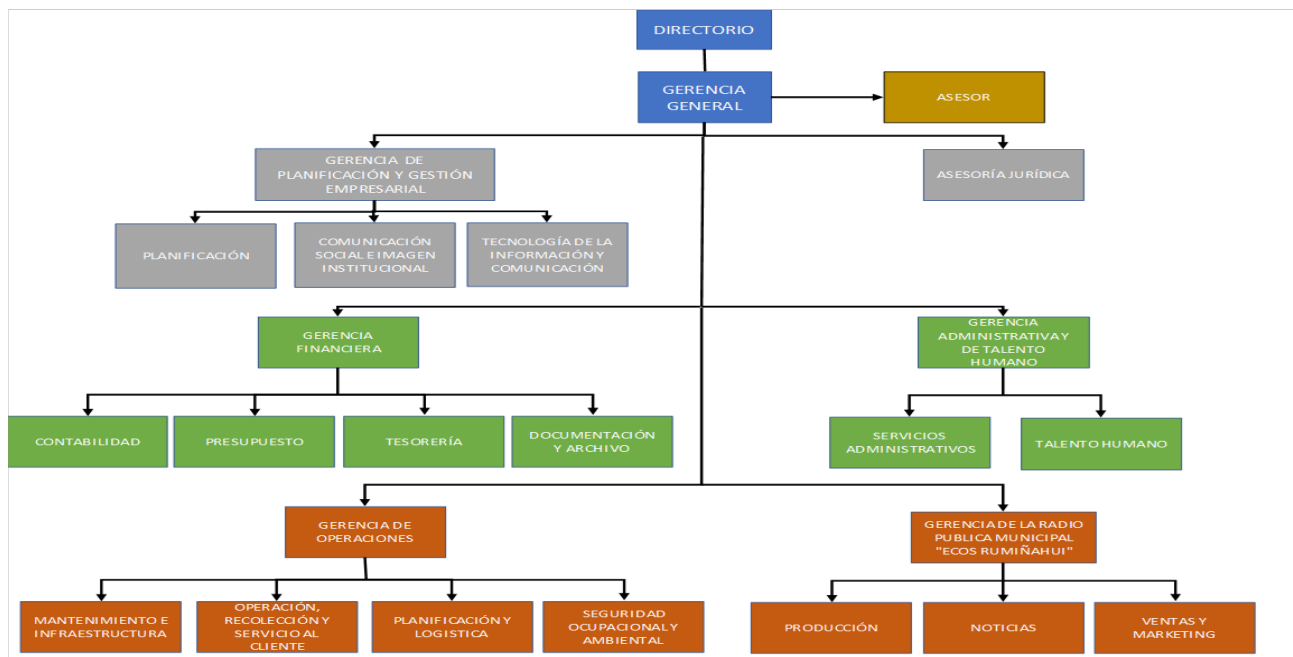 DIRECTORIO
GERENCIA
GENERAL
ASESOR
GERENCIA DE
PLANIFICACIÓN Y GESTIÓN
EMPRESARIAL
ASESORÍA JURÍDICA
PLANIFICACIÓN
COMUNICACIÓN
SOCIAL E IMAGEN
INSTITUCIONAL
TECNOLOGÍA DE LA
INFORMACIÓN Y
COMUNICACIÓN
GERENCIA
FINANCIERA
GERENCIA
ADMINISTRATIVA Y
DE TALENTO
HUMANO
CONTABILIDAD
PRESUPUESTO
TESORERÍA
DOCUMENTACIÓN
Y ARCHIVO
SERVICIOS
ADMINISTRATIVOS
TALENTO HUMANO
GERENCIA DE
OPERACIONES
GERENCIA DE LA RADIO
PUBLICA MUNICIPAL
"ECOS RUMIÑAHUI"
MANTENIMIENTO E
INFRAESTRUCTURA
OPERACIÓN,
RECOLECCIÓN Y
SERVICIO AL
CLIENTE
PLANIFICACIÓN Y
LOGISTICA
SEGURIDAD
OCUPACIONAL Y
AMBIENTAL
PRODUCCIÓN
NOTICIAS
VENTAS Y
MARKETING